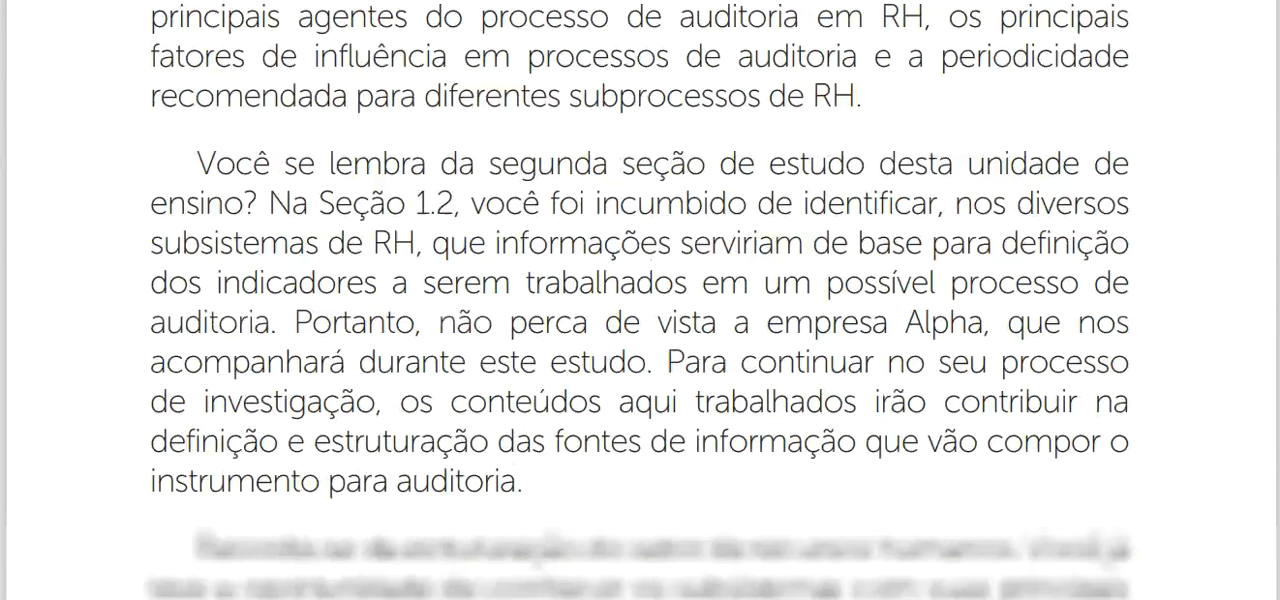 principais agentes do processo de auditoria em RH, os principais
fatores de influência em processos de auditoria e a periodicidade
recomendada para diferentes subprocessos de RH.
Você se lembra da segunda seção de estudo desta unidade de
ensino? Na Seção 1.2, você foi incumbido de identificar, nos diversos
subsistemas de RH, que informações serviriam de base para definição
dos indicadores a serem trabalhados em um possível processo de
auditoria. Portanto, não perca de vista a empresa Alpha, que nos
acompanhará durante este estudo. Para continuar no seu processo
de investigação, os conteúdos aqui trabalhados irão contribuir na
definição e estruturação das fontes de informação que vão compor o
instrumento para auditoria.